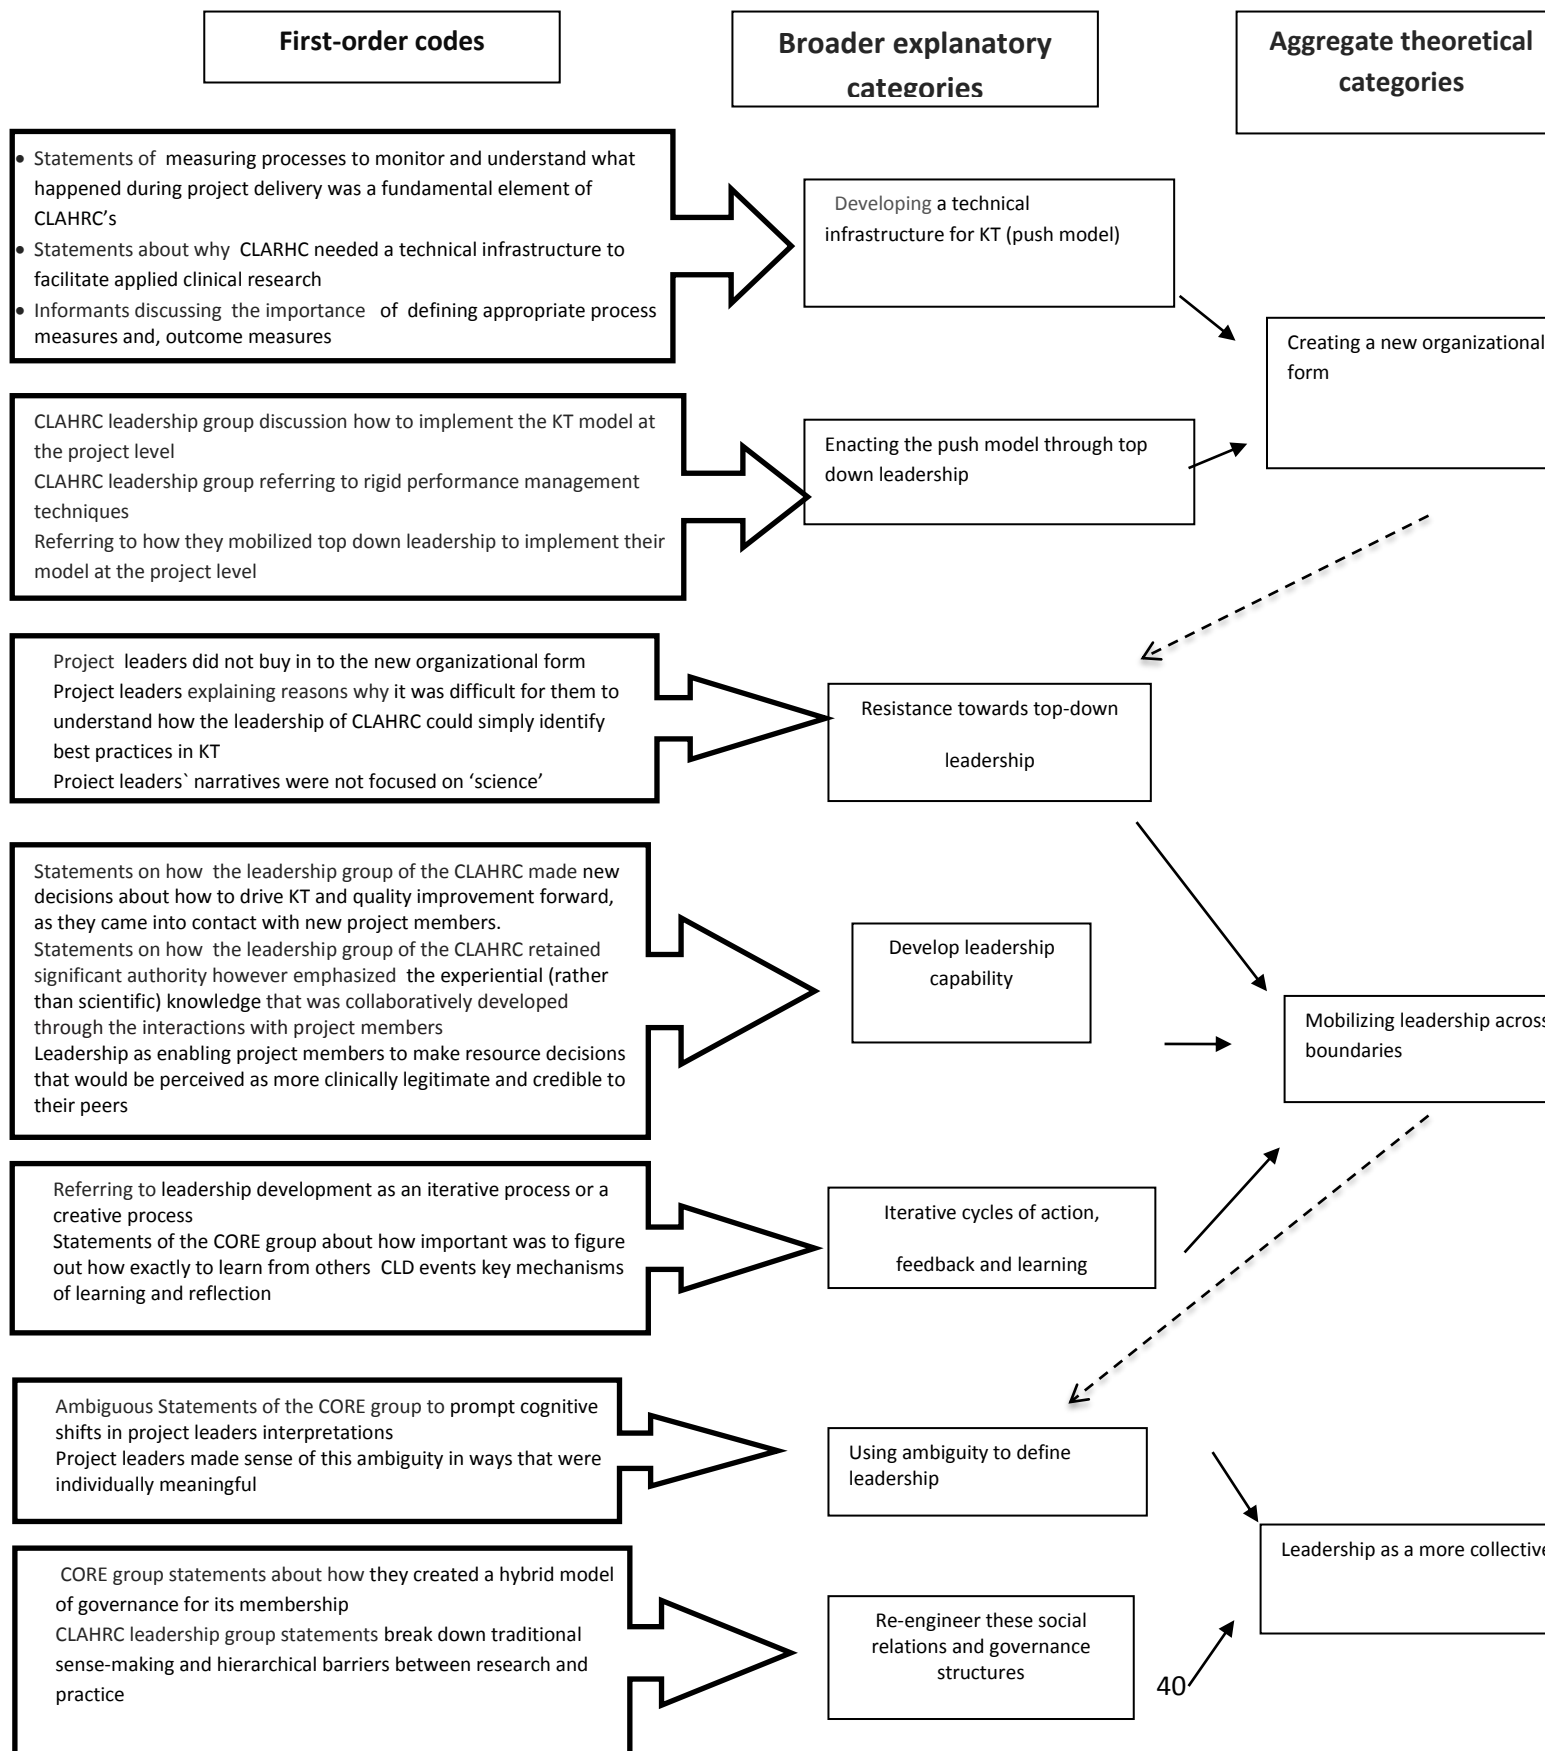 First-order codes
Broader explanatory
categories
Aggregate theoretical
categories
• Statements of measuring processes to monitor and understand what
happened during project delivery was a fundamental element of
CLAHRC’s
• Statements about why CLARHC needed a technical infrastructure to
facilitate applied clinical research
• Informants discussing the importance of defining appropriate process
measures and, outcome measures
Developing a technical
infrastructure for KT (push model)
Creating a new organizational
form
CLAHRC leadership group discussion how to implement the KT model at
the project level
CLAHRC leadership group referring to rigid performance management
techniques
Referring to how they mobilized top down leadership to implement their
model at the project level
Enacting the push model through top
down leadership
Project leaders did not buy in to the new organizational form
Project leaders explaining reasons why it was difficult for them to
understand how the leadership of CLAHRC could simply identify
best practices in KT
Project leaders` narratives were not focused on ‘science’
Resistance towards top-down
leadership
Statements on how the leadership group of the CLAHRC made new
decisions about how to drive KT and quality improvement forward,
as they came into contact with new project members.
Statements on how the leadership group of the CLAHRC retained
significant authority however emphasized the experiential (rather
than scientific) knowledge that was collaboratively developed
through the interactions with project members
Leadership as enabling project members to make resource decisions
that would be perceived as more clinically legitimate and credible to
their peers
Develop leadership
capability
Mobilizing leadership across
boundaries
Referring to leadership development as an iterative process or a
creative process
Statements of the CORE group about how important was to figure
out how exactly to learn from others CLD events key mechanisms
of learning and reflection
Iterative cycles of action,
feedback and learning
Ambiguous Statements of the CORE group to prompt cognitive
shifts in project leaders interpretations
Project leaders made sense of this ambiguity in ways that were
individually meaningful
Using ambiguity to define
leadership
Leadership as a more collective
CORE group statements about how they created a hybrid model
of governance for its membership
CLAHRC leadership group statements break down traditional
sense-making and hierarchical barriers between research and
practice
Re-engineer these social
relations and governance
structures
40